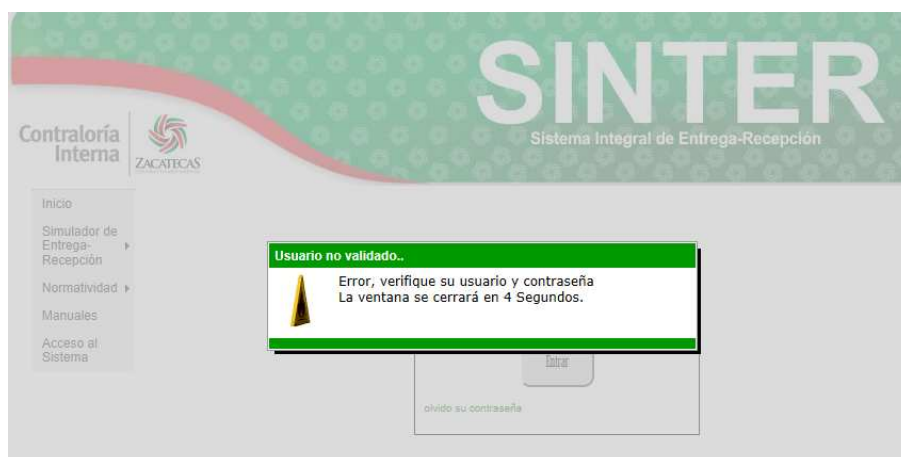 SINTER
Sistema Integral de Entrega-Recepción
Contraloría
Interna
ZACATECAS
Inicio
Simulador de
Entrega-
Recepción
Normatividad
Manuales
Acceso al
Sistema
Usuario no validado..
Error, verifique su usuario y contraseña
La ventana se cerrará en 4 Segundos.
Entrar
olvido su contraseña